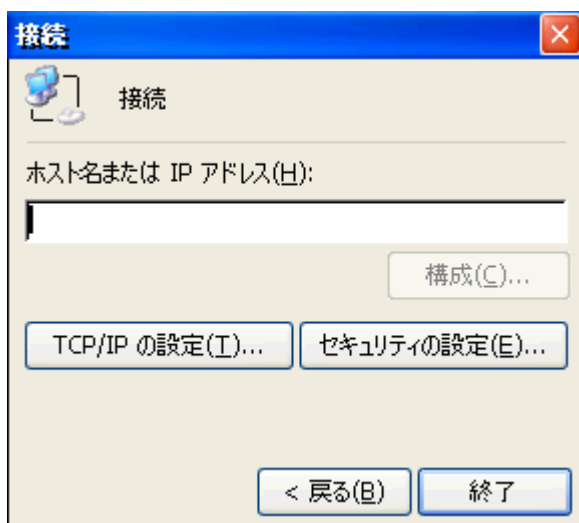 接続
接続
ホスト名または IP アドレス(H):
構成(C)...
TCP/IP の設定(T)...
セキュリティの設定(E)...
< 戻る(B)
終了